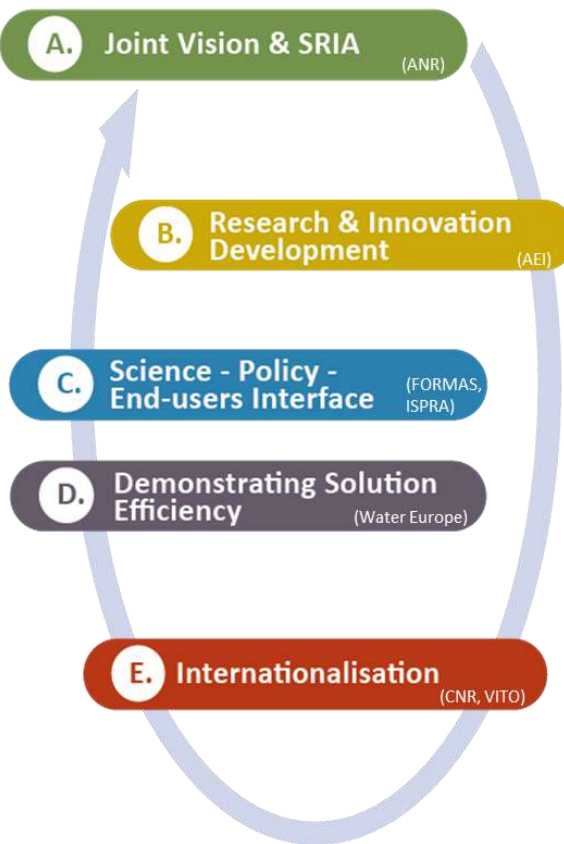 A. Joint Vision & SRIA
(ANR)
B. Research & Innovation
Development
(AEI)
C. Science - Policy -
End-users Interface
(FORMAS,
ISPRA)
D. Demonstrating Solution
Efficiency
(Water Europe)
E. Internationalisation
(CNR, VITO)